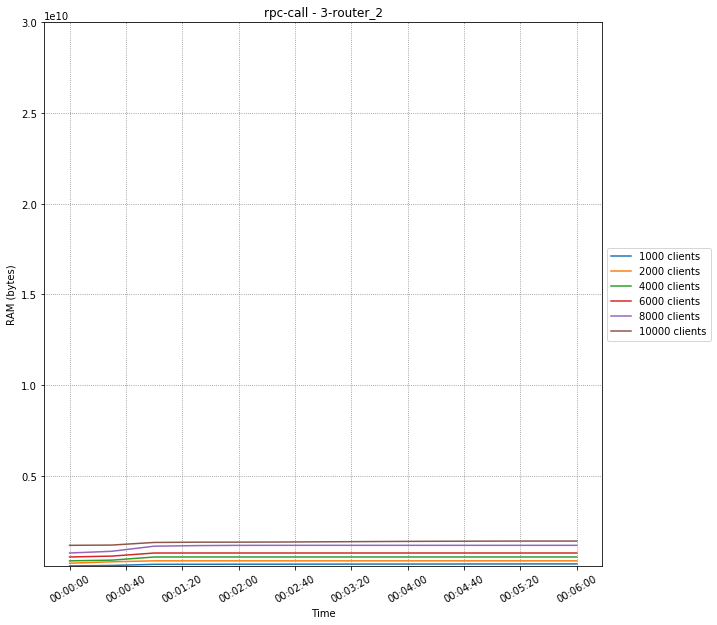 rpc-call - 3-router_2
1e10
3.0
2.5
2.0
1.5
1.0
0.5
RAM (bytes)
1000 clients
2000 clients
4000 clients
6000 clients
8000 clients
10000 clients
00:00:00
00:00:40
00:01:20
00:02:00
00:02:40
00:03:20
00:04:00
00:04:40
00:05:20
00:06:00
Time